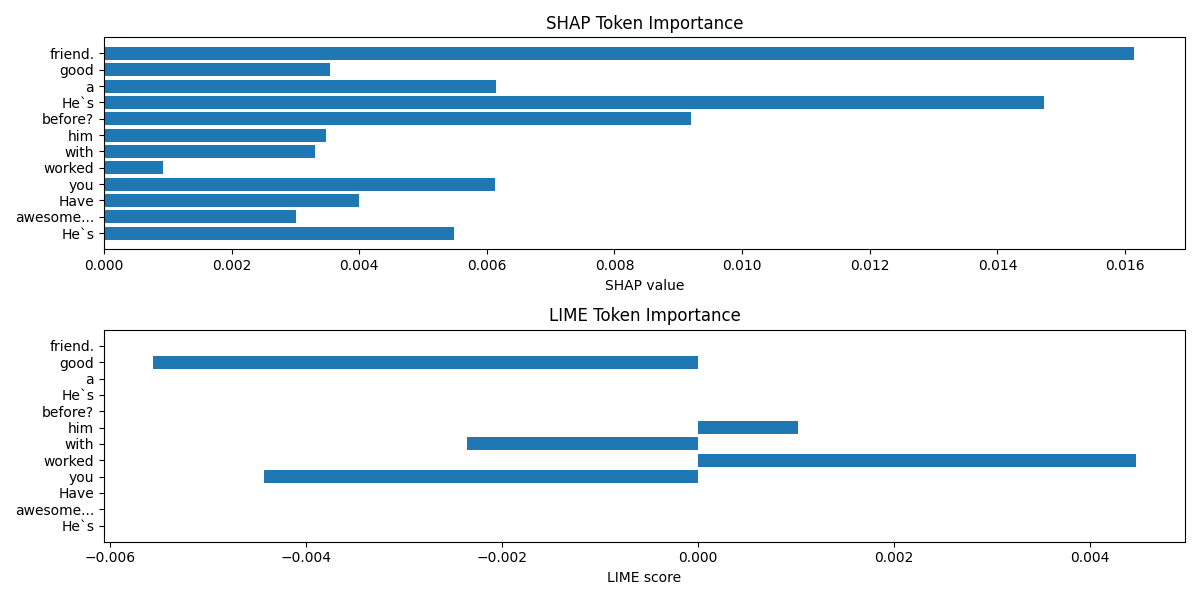 SHAP Token Importance
friend.
good
a
He`s
before?
him
with
worked
you
Have
awesome...
He`s
0.000 0.002 0.004 0.006 0.008 0.010 0.012 0.014 0.016
SHAP value
LIME Token Importance
friend.
good
a
He`s
before?
him
with
worked
you
Have
awesome...
He`s
−0.006 −0.004 −0.002 0.000 0.002 0.004
LIME score